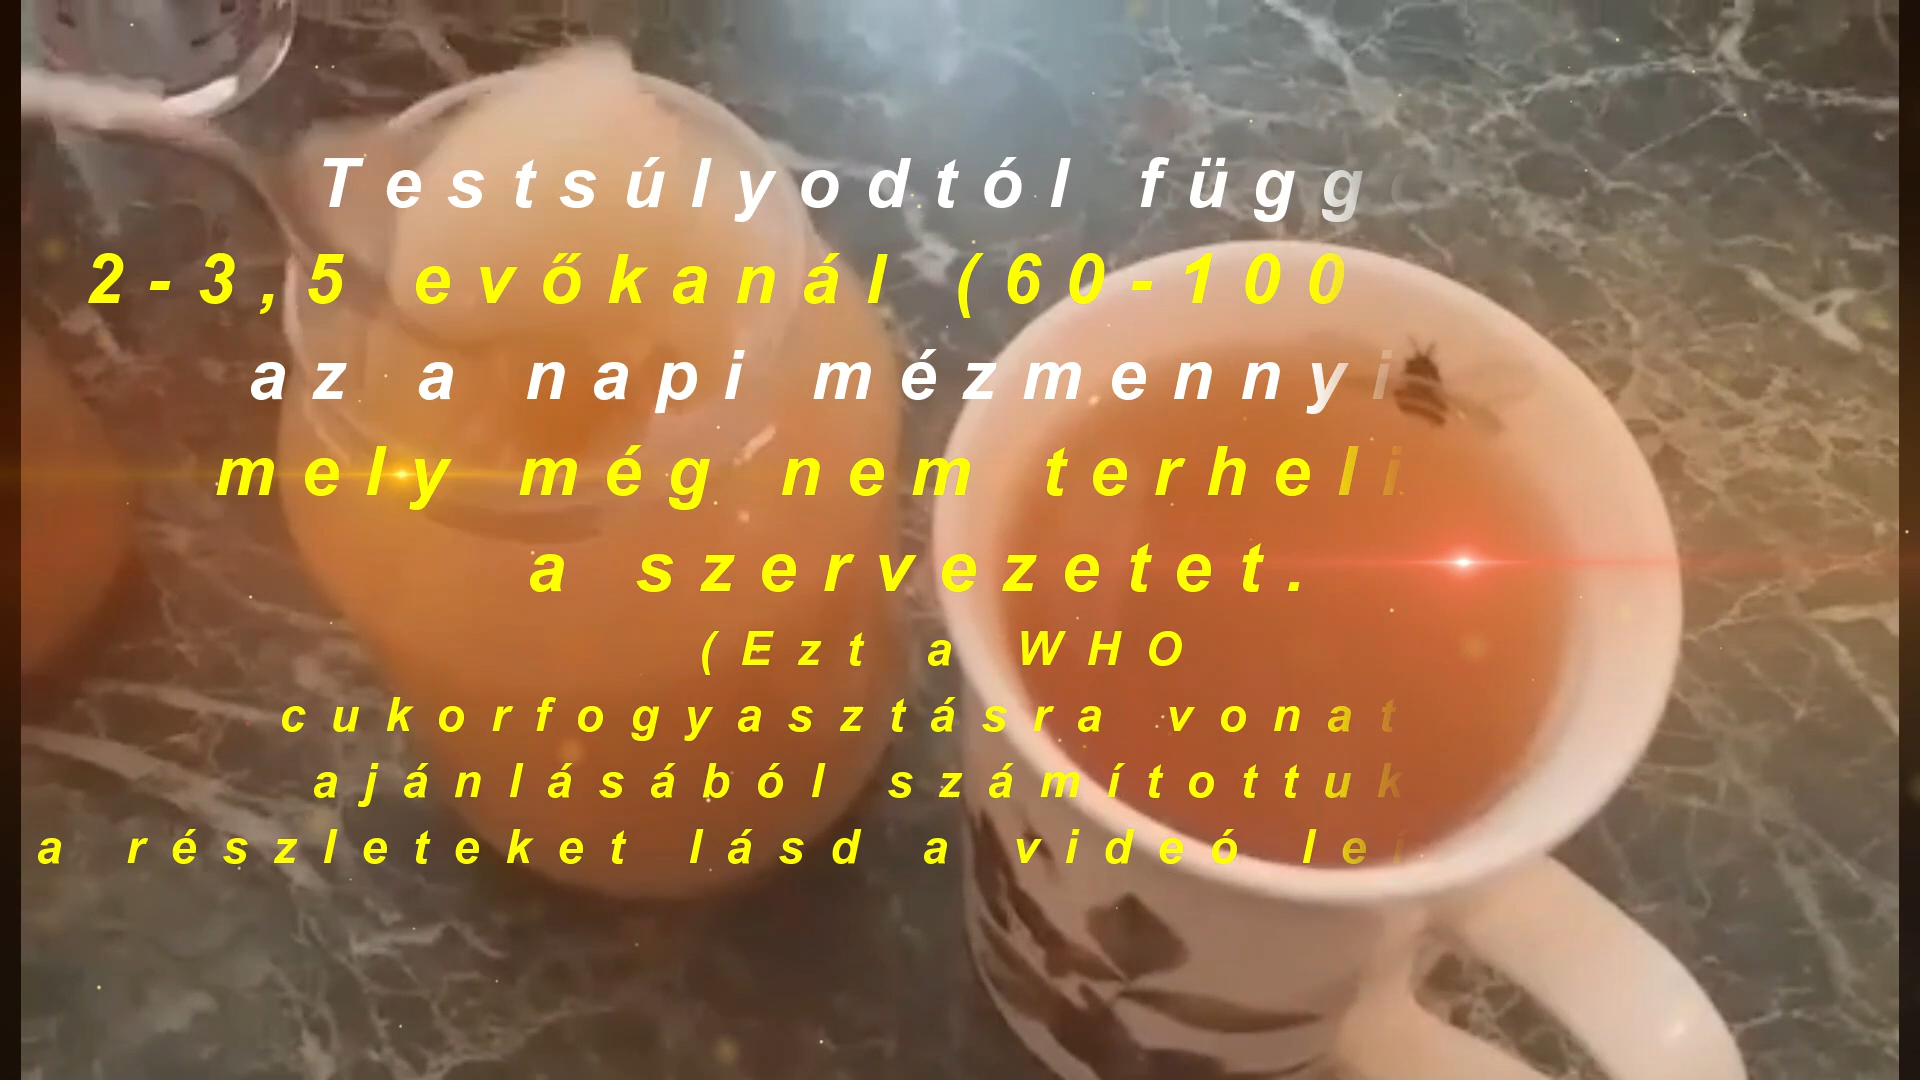 Testsúlyodtól függ
2-3,5 evőkanál (60-100
az a napi mézmennyi
mely még nem terheli
a szervezetet.
(Ezt a WHO
cukorfogyasztásra vonat
ajánlásából számítottuk
a részleteket lásd a videó leí